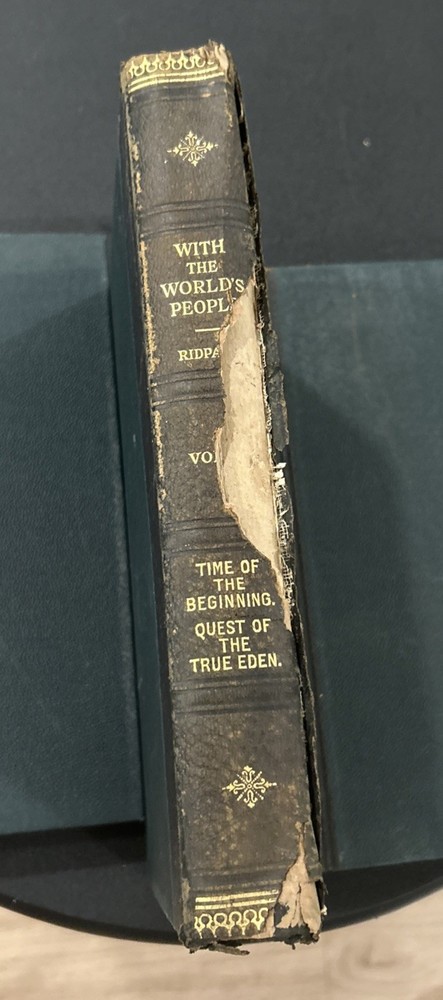 WITH
THE
WORLD'S
PEOPL
RIDPA
VO
TIME OF
THE
BEGINNING.
QUEST OF
THE
TRUE EDEN.